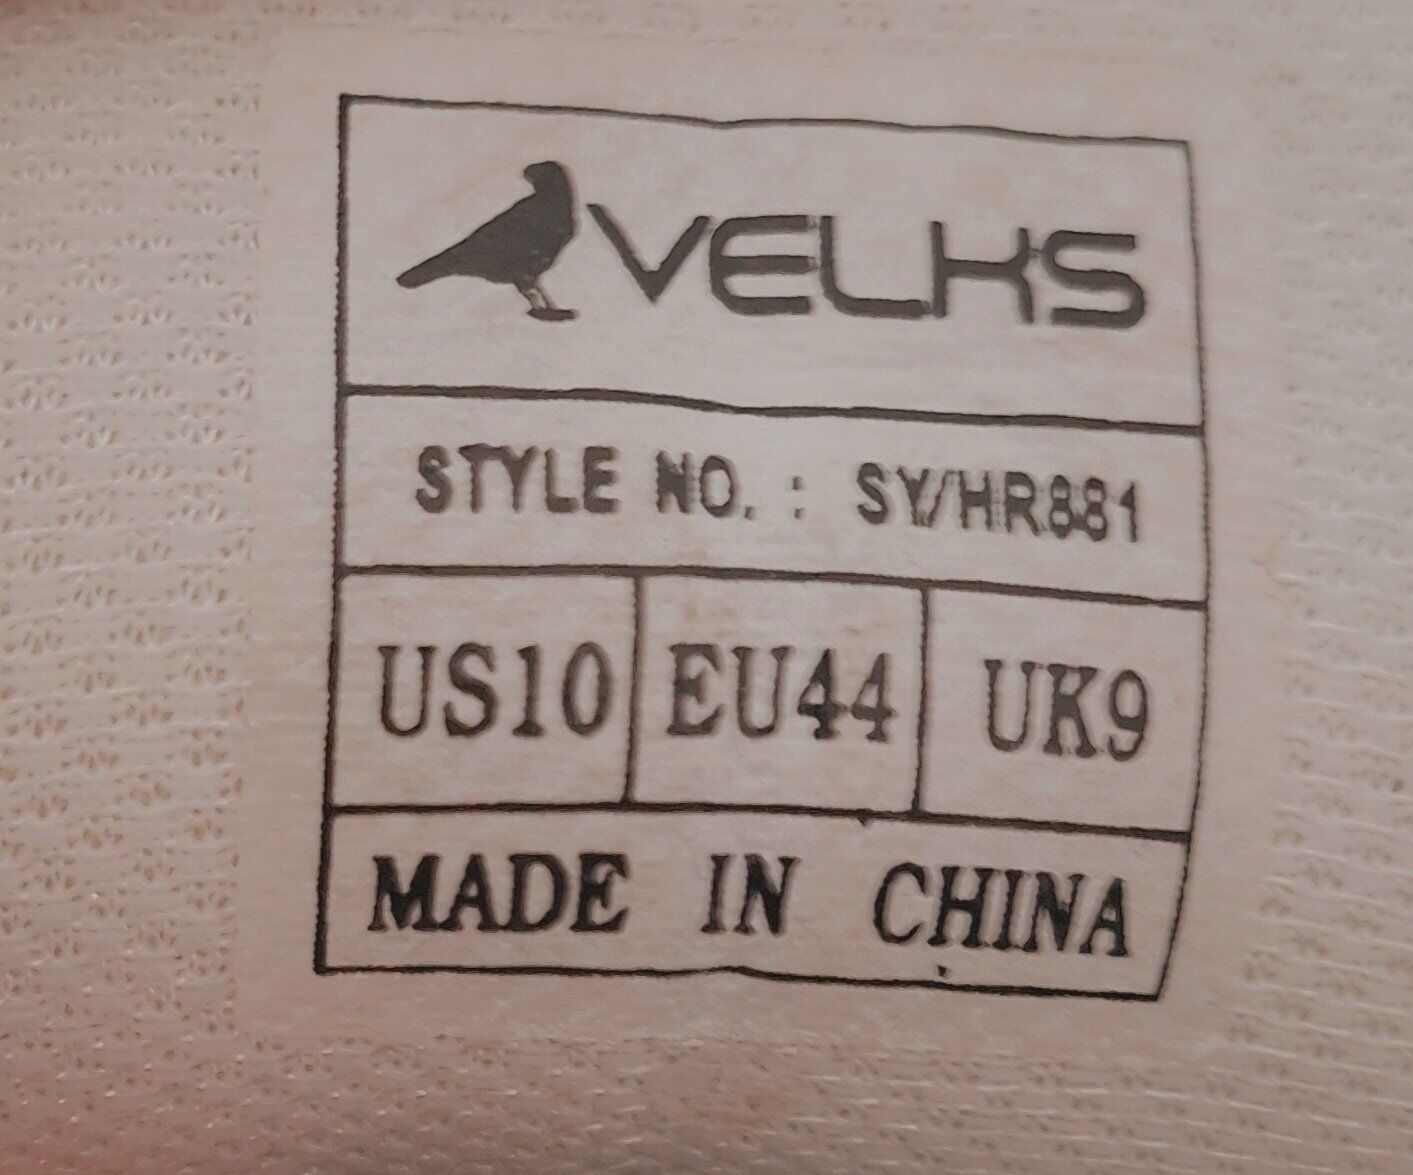 VELKS
STYLE NO. : SY/HR881
US10 EU44 UK9
MADE IN CHINA